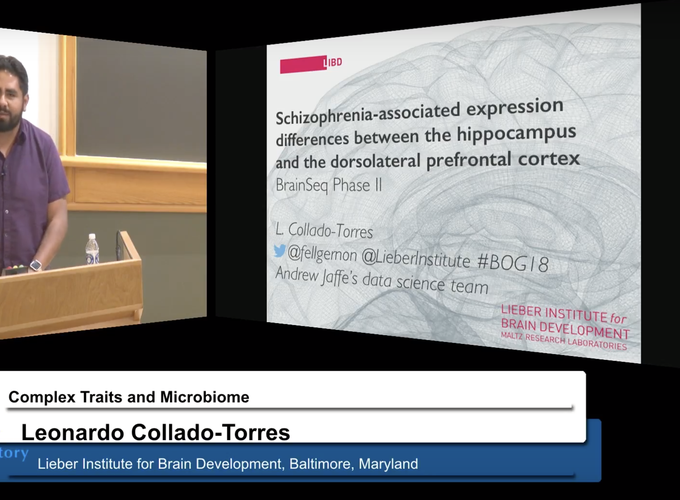 LIBD
Schizophrenia-associated expression
differences between the hippocampus
and the dorsolateral prefrontal cortex
BrainSeq Phase II
L. Collado-Torres
@fellgernon @LieberInstitute #BOG18
Andrew Jaffe's data science team
LIEBER INSTITUTE for
BRAIN DEVELOPMENT
MALTZ RESEARCH LABORATORIES
Complex Traits and Microbiome
Leonardo Collado-Torres
tory
Lieber Institute for Brain Development, Baltimore, Maryland